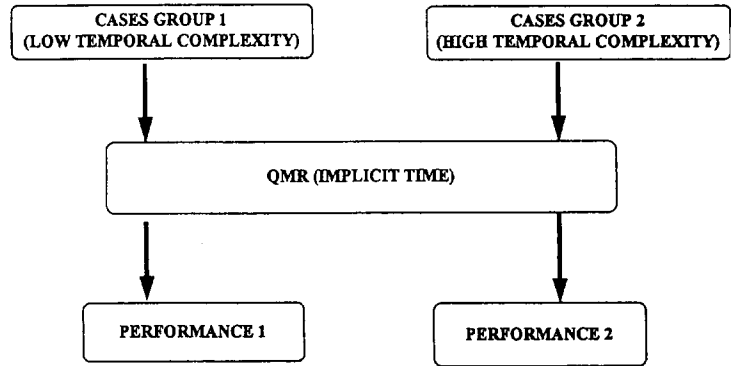 CASES GROUP 1
(LOW TEMPORAL COMPLEXITY)
CASES GROUP 2
(HIGH TEMPORAL COMPLEXITY)
QMR (IMPLICIT TIME)
PERFORMANCE 1
PERFORMANCE 2